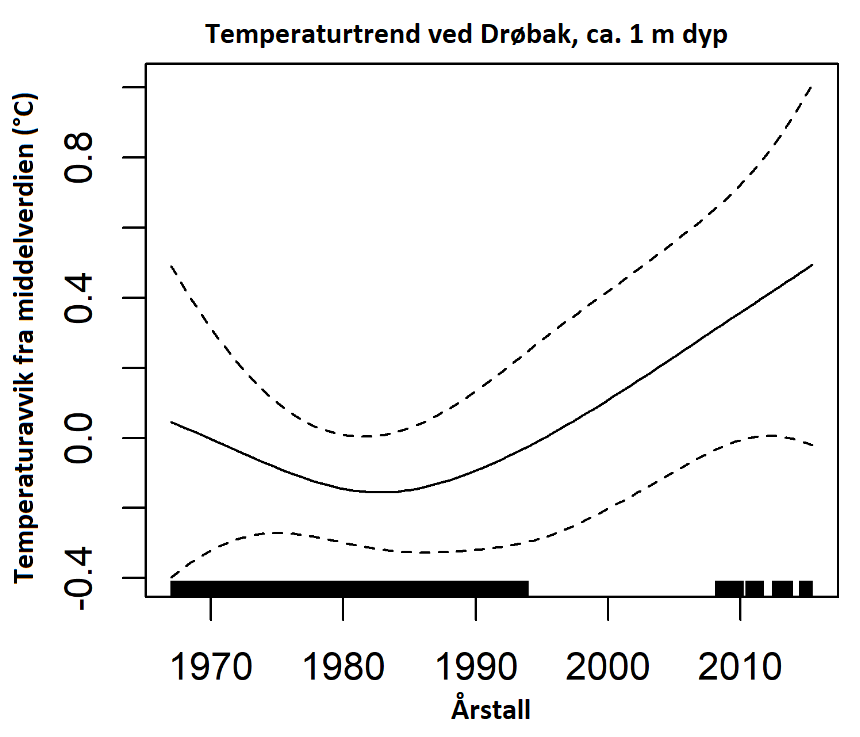 Temperaturtrend ved Drøbak, ca. 1 m dyp
Temperaturavvik fra middelverdien (°C)
0.8
0.4
0.0
-0.4
1970 1980 1990 2000 2010
Årstall